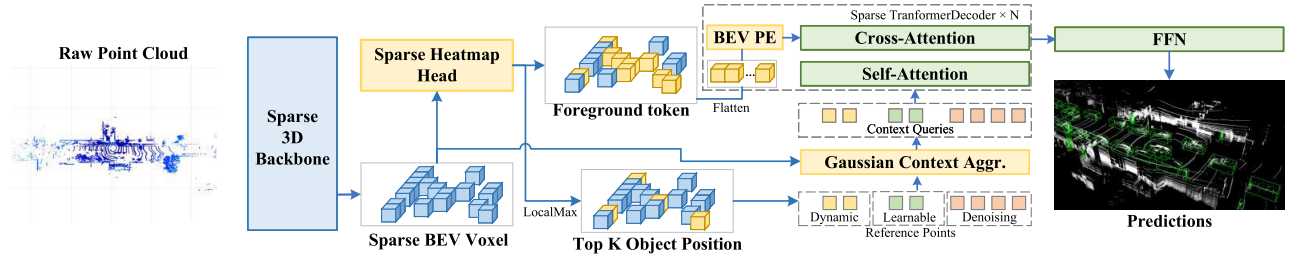 Raw Point Cloud
Sparse
3D
Backbone
Sparse Heatmap
Head
Sparse BEV Voxel
LocalMax
Foreground token
Top K Object Position
Flatten
BEV PE
...
Sparse TranformerDecoder × N
Cross-Attention
Self-Attention
Context Queries
Gaussian Context Aggr.
Dynamic
Learnable
Denoising
Reference Points
FFN
Predictions